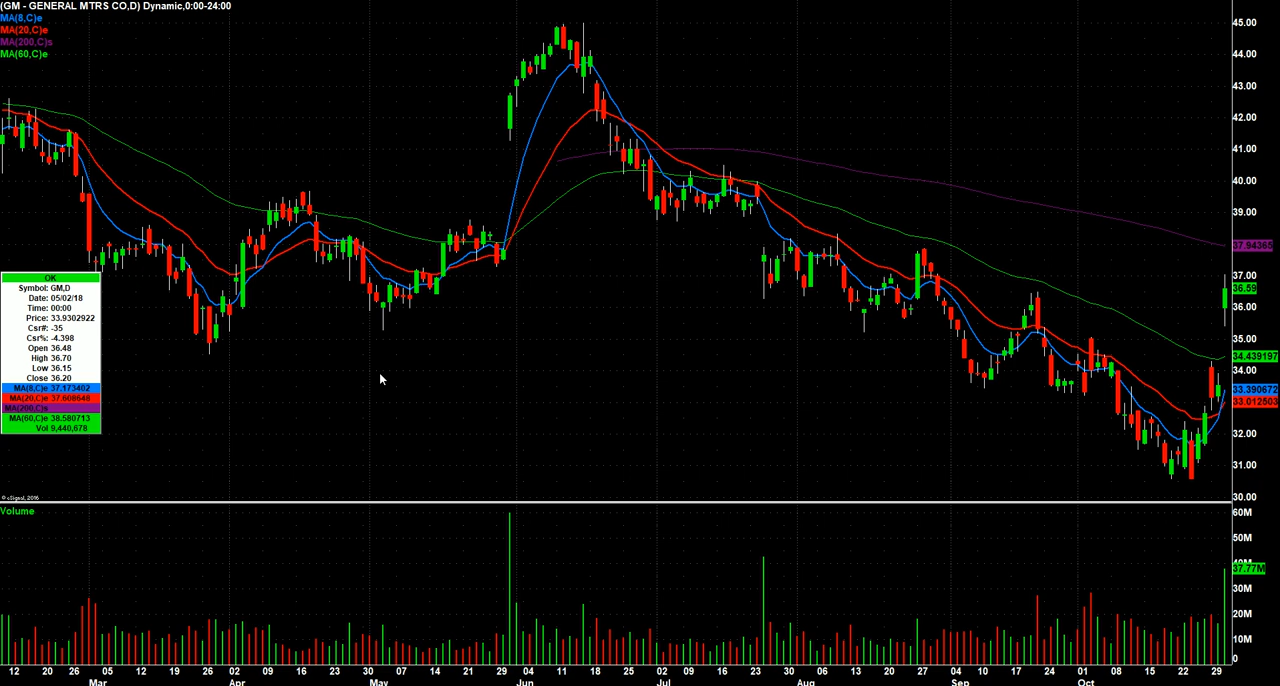 (GM - GENERAL MTRS CO,D) Dynamic,0:00-24:00
MA(8,C)e
MA(20,C)e
MA(200,C)s
MA(60,C)e
45.00
44.00
43.00
42.00
41.00
40.00
39.00
37.94365
37.00
36.59
36.00
35.00
34.439197
34.00
33.390672
33.012503
32.00
31.00
30.00
OK
Symbol: GM,D
Date: 05/02/18
Time: 00:00
Price: 33.9302922
Csr#: -35
Csr%: -4.398
Open 36.48
High 36.70
Low 36.15
Close 36.20
MA(8,C)e 37.173402
MA(20,C)e 37.608648
MA(200,C)s
MA(60,C)e 38.580713
Vol 9,440,678
© eSignal, 2016
Volume
60M
50M
40M
37.77M
30M
20M
10M
0
12 20 26 05 12 19 26 02 09 16 23 30 07 14 21 29 04 11 18 25 02 09 16 23 30 06 13 20 27 04 10 17 24 01 08 15 22 29
Mar Apr May Jun Jul Aug Sep Oct